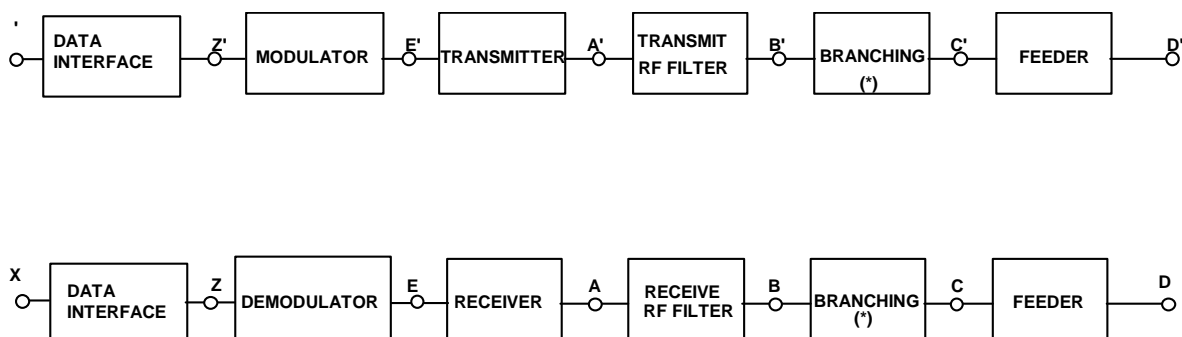 '
DATA
INTERFACE
Z'
MODULATOR
E'
TRANSMITTER
A'
TRANSMIT
RF FILTER
B'
BRANCHING
(*)
C'
FEEDER
D'
X
DATA
INTERFACE
Z
DEMODULATOR
E
RECEIVER
A
RECEIVE
RF FILTER
B
BRANCHING
(*)
C
FEEDER
D